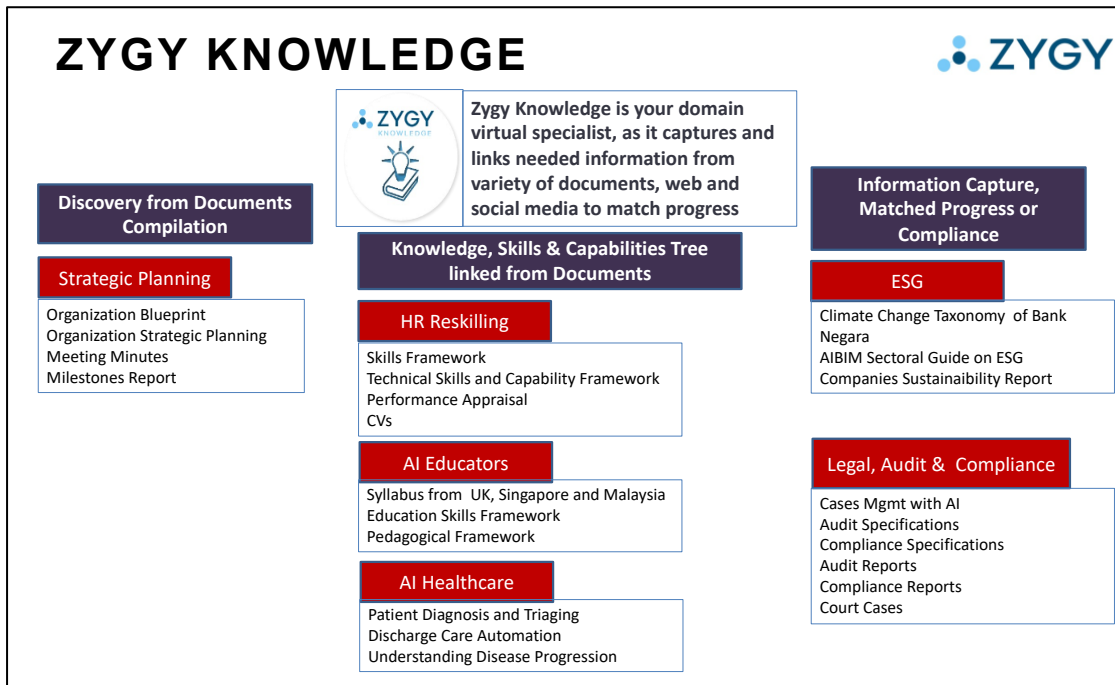 ZYGY KNOWLEDGE
ZYGY
ZYGY
KNOWLEDGE
Zygy Knowledge is your domain
virtual specialist, as it captures and
links needed information from
variety of documents, web and
social media to match progress
Discovery from Documents
Compilation
Strategic Planning
Organization Blueprint
Organization Strategic Planning
Meeting Minutes
Milestones Report
Knowledge, Skills & Capabilities Tree
linked from Documents
HR Reskilling
Skills Framework
Technical Skills and Capability Framework
Performance Appraisal
CVs
AI Educators
Syllabus from UK, Singapore and Malaysia
Education Skills Framework
Pedagogical Framework
AI Healthcare
Patient Diagnosis and Triaging
Discharge Care Automation
Understanding Disease Progression
Information Capture,
Matched Progress or
Compliance
ESG
Climate Change Taxonomy of Bank
Negara
AIBIM Sectoral Guide on ESG
Companies Sustainaibility Report
Legal, Audit & Compliance
Cases Mgmt with AI
Audit Specifications
Compliance Specifications
Audit Reports
Compliance Reports
Court Cases